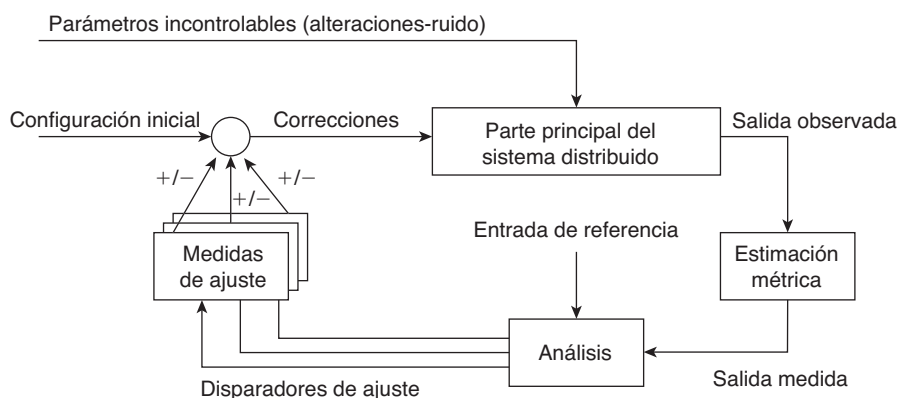 Parámetros incontrolables (alteraciones-ruido)
Configuración inicial
Correcciones
Parte principal del
sistema distribuido
Salida observada
+/−
+/−
+/−
Medidas
de ajuste
Entrada de referencia
Estimación
métrica
Análisis
Salida medida
Disparadores de ajuste